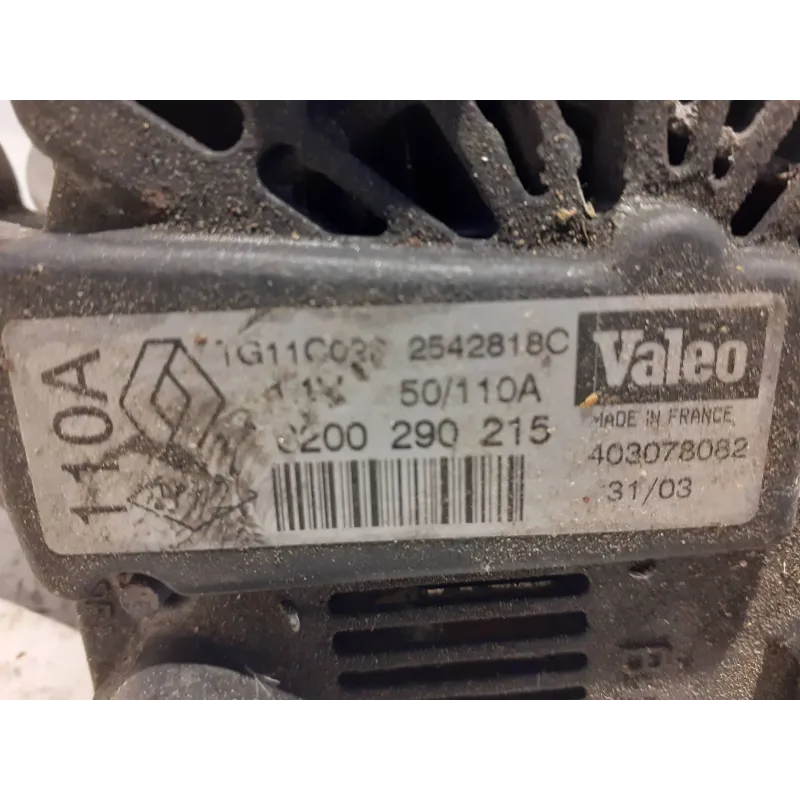 110A
2542818C
50/110A
290 215
Valeo
MADE IN FRANCE
403078082
31/03